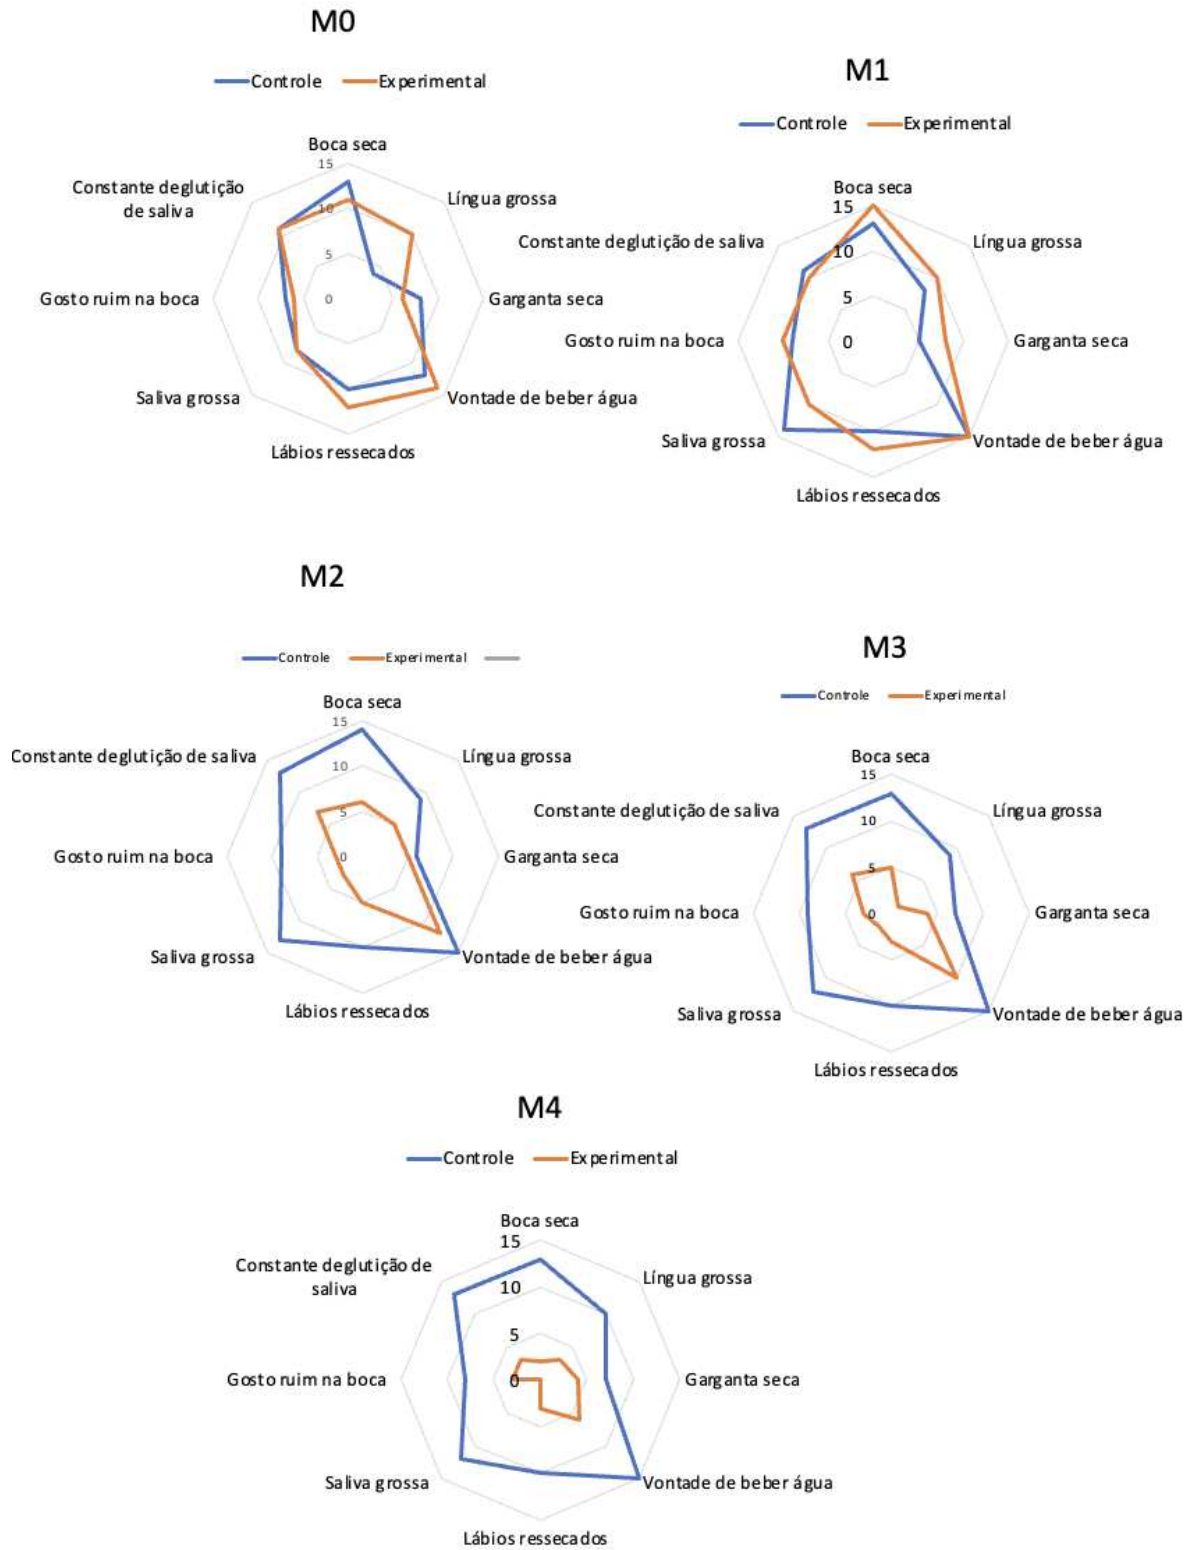 M0
Controle Experimental
Boca seca
15
Constante deglutição
de saliva
Língua grossa
10
5
Gosto ruim na boca
0
Garganta seca
Saliva grossa
Vontade de beber água
Lábios ressecados
M1
Controle Experimental
Boca seca
15
Constante deglutição de saliva
Língua grossa
10
5
Gosto ruim na boca
0
Garganta seca
Saliva grossa
Vontade de beber água
Lábios ressecados
M2
Controle Experimental
Boca seca
15
Constante deglutição de saliva
Língua grossa
10
5
Gosto ruim na boca
0
Garganta seca
Saliva grossa
Vontade de beber água
Lábios ressecados
M3
Controle Experimental
Boca seca
15
Constante deglutição de saliva
Língua grossa
10
5
Gosto ruim na boca
0
Garganta seca
Saliva grossa
Vontade de beber água
Lábios ressecados
M4
Controle Experimental
Boca seca
15
Constante deglutição de
saliva
Língua grossa
10
5
Gosto ruim na boca
0
Garganta seca
Saliva grossa
Vontade de beber água
Lábios ressecados